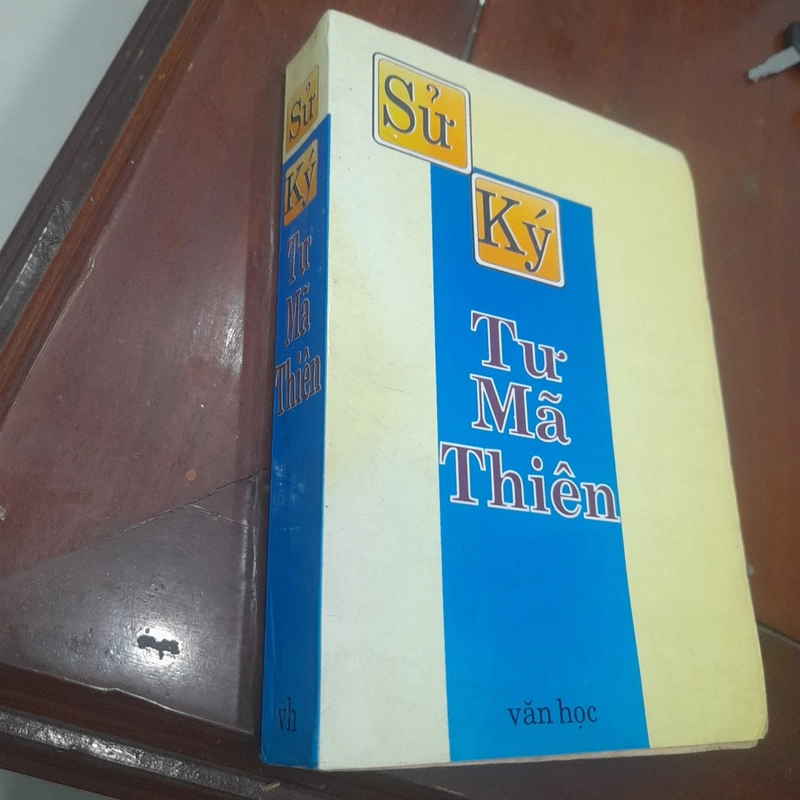 Sử
Ký
Tư
Mã
Thiên
văn học
Sử
Ký
Tư
Mã
Thiên
vh